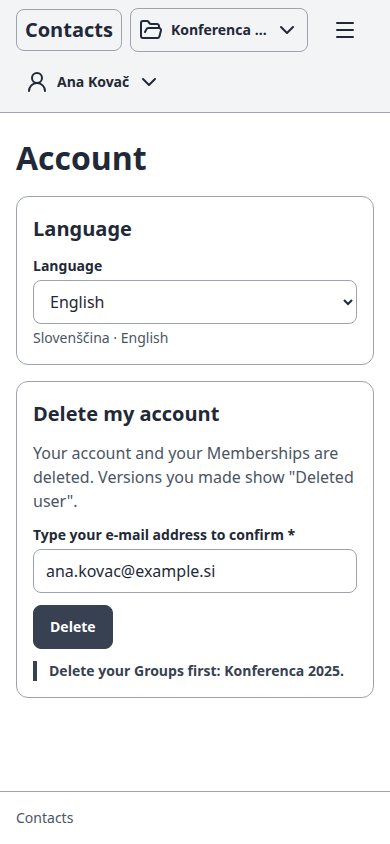 Contacts
Konferenca ...
Ana Kovač
Account
Language
Language
English
Slovenščina · English
Delete my account
Your account and your Memberships are
deleted. Versions you made show "Deleted
user".
Type your e-mail address to confirm *
ana.kovac@example.si
Delete
Delete your Groups first: Konferenca 2025.
Contacts